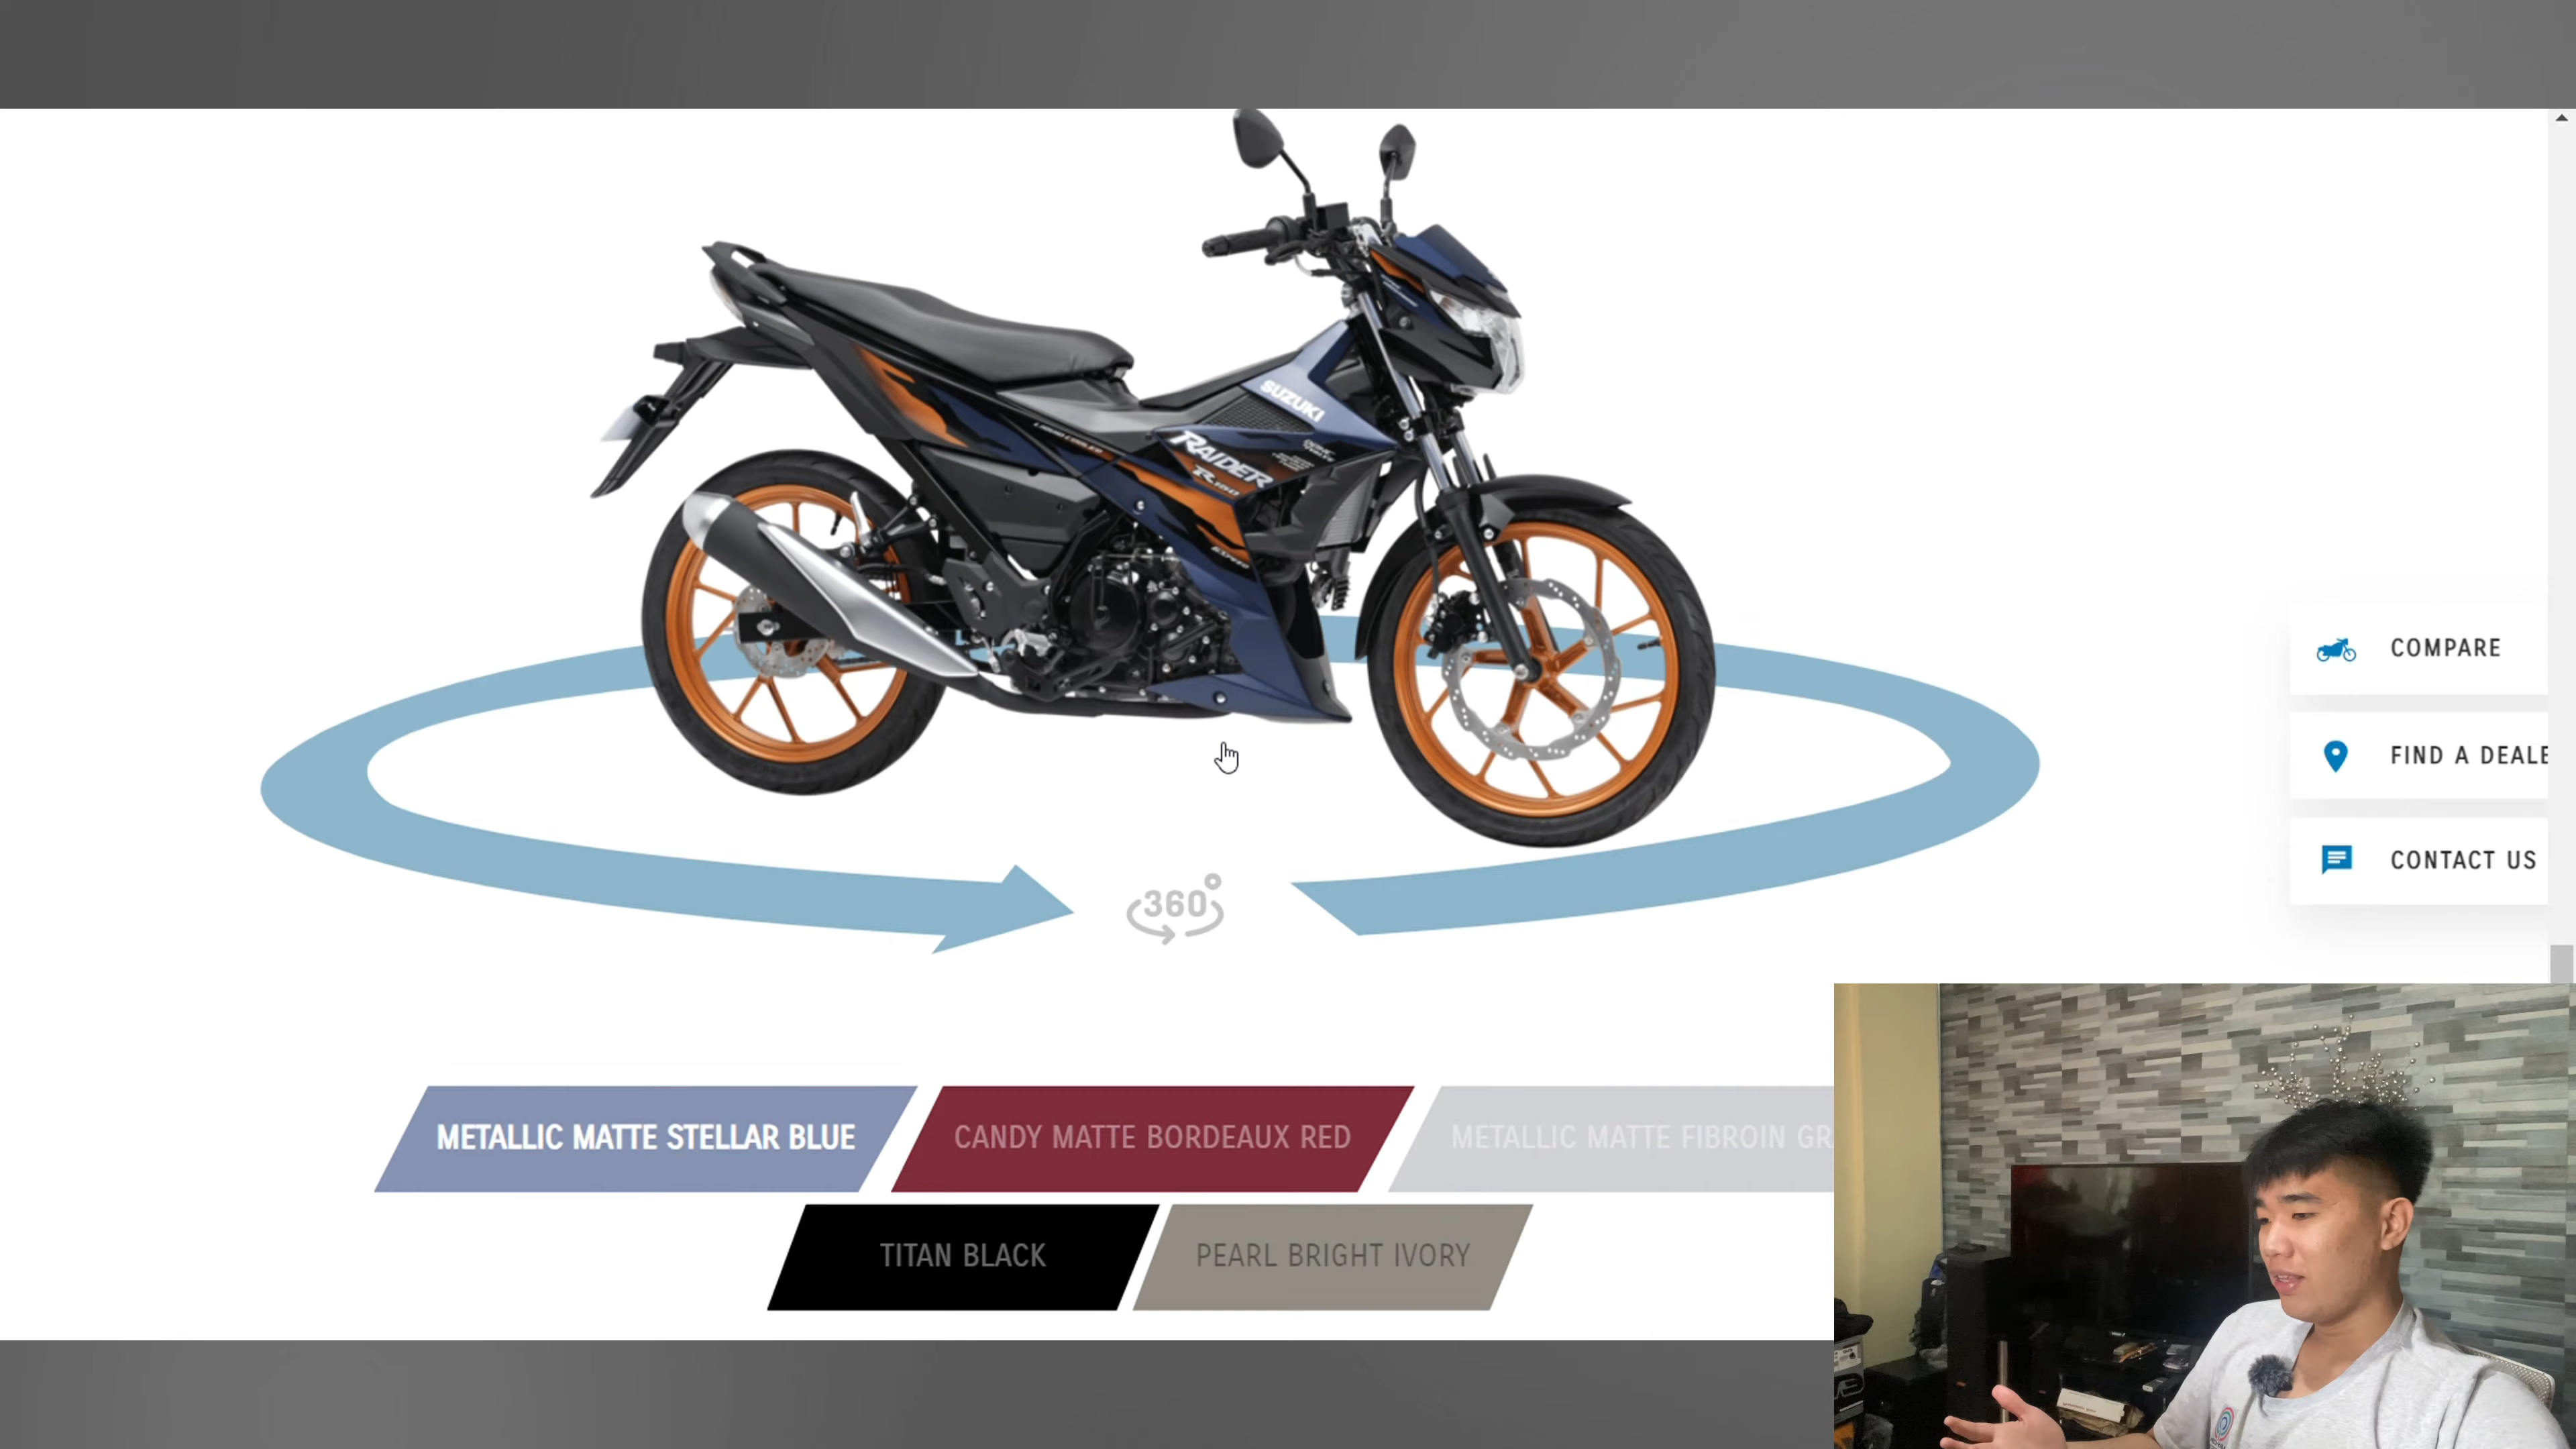 SUZUKI
RAIDER
R150
COMPARE
FIND A DEALE
CONTACT US
360°
METALLIC MATTE STELLAR BLUE
CANDY MATTE BORDEAUX RED
METALLIC MATTE FIBROIN GR
TITAN BLACK
PEARL BRIGHT IVORY